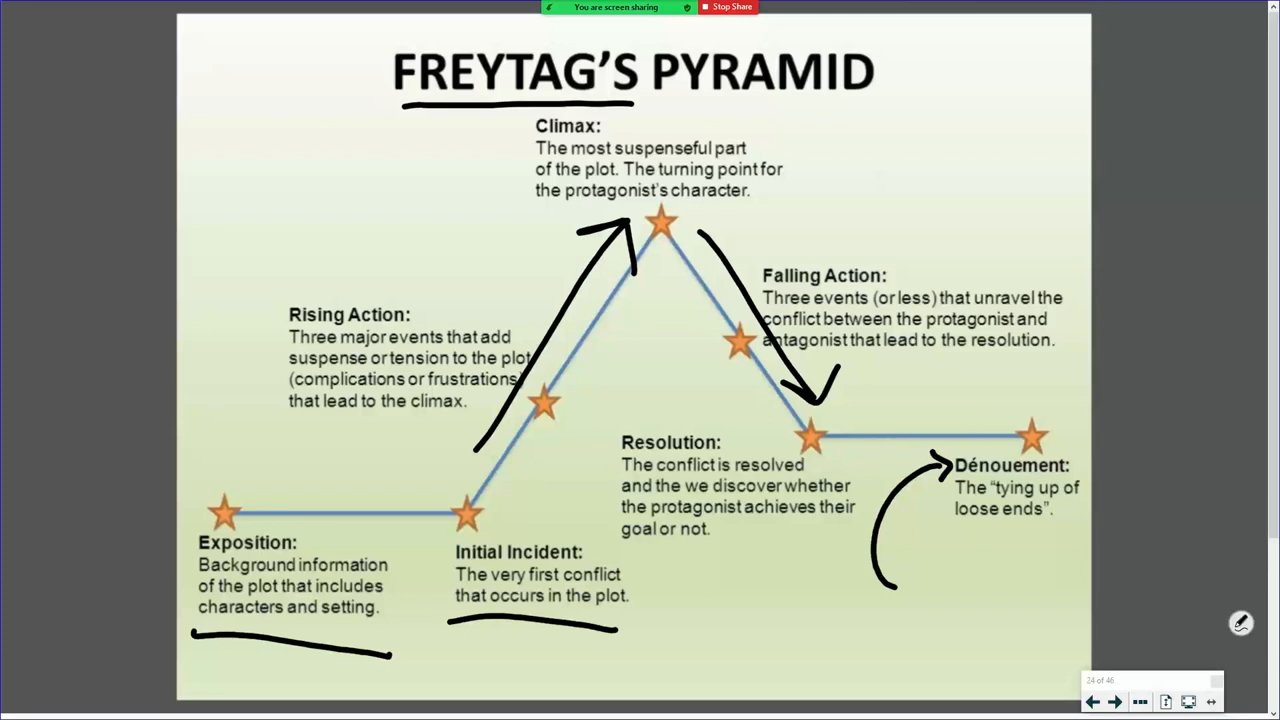 You are screen sharing
Stop Share
FREYTAG'S PYRAMID
Climax:
The most suspenseful part
of the plot. The turning point for
the protagonist's character.
Falling Action:
Three events (or less) that unravel the
conflict between the protagonist and
antagonist that lead to the resolution.
Rising Action:
Three major events that add
suspense or tension to the plot
(complications or frustrations)
that lead to the climax.
Resolution:
The conflict is resolved
and the we discover whether
the protagonist achieves their
goal or not.
Dénouement:
The “tying up of
loose ends”.
Exposition:
Background information
of the plot that includes
characters and setting.
Initial Incident:
The very first conflict
that occurs in the plot.
24 of 46